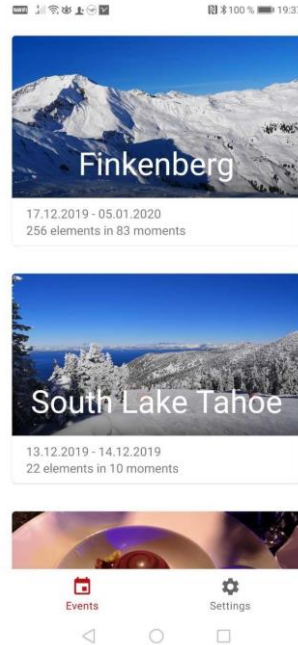 100 % 19:37
Finkenberg
17.12.2019 - 05.01.2020
256 elements in 83 moments
South Lake Tahoe
13.12.2019 - 14.12.2019
22 elements in 10 moments
Events Settings